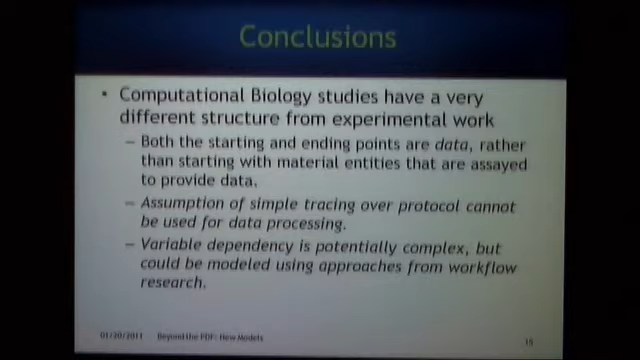 Conclusions
• Computational Biology studies have a very
different structure from experimental work
– Both the starting and ending points are data, rather
than starting with material entities that are assayed
to provide data.
– Assumption of simple tracing over protocol cannot
be used for data processing.
– Variable dependency is potentially complex, but
could be modeled using approaches from workflow
research.
01/20/2011 Beyond the PDF: New Models 15